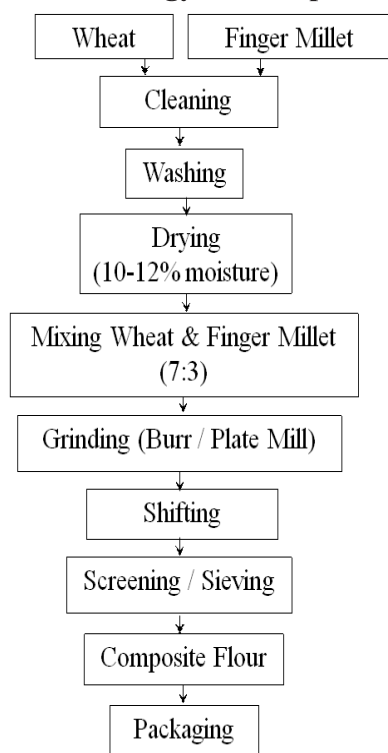 Wheat
Finger Millet
Cleaning
Washing
Drying
(10-12% moisture)
Mixing Wheat & Finger Millet
(7:3)
Grinding (Burr / Plate Mill)
Shifting
Screening / Sieving
Composite Flour
Packaging